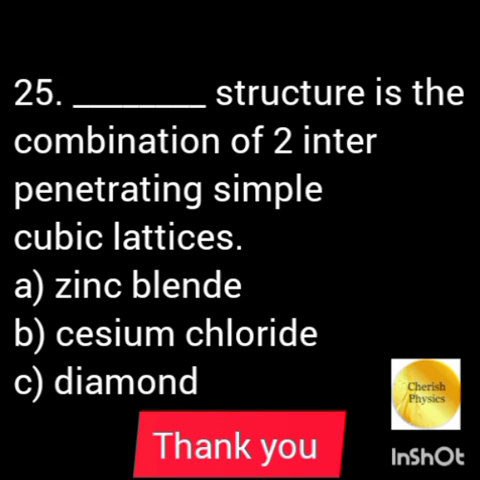 25. ________ structure is the
combination of 2 inter
penetrating simple
cubic lattices.
a) zinc blende
b) cesium chloride
c) diamond
Cherish
Physics
Thank you
InShOt